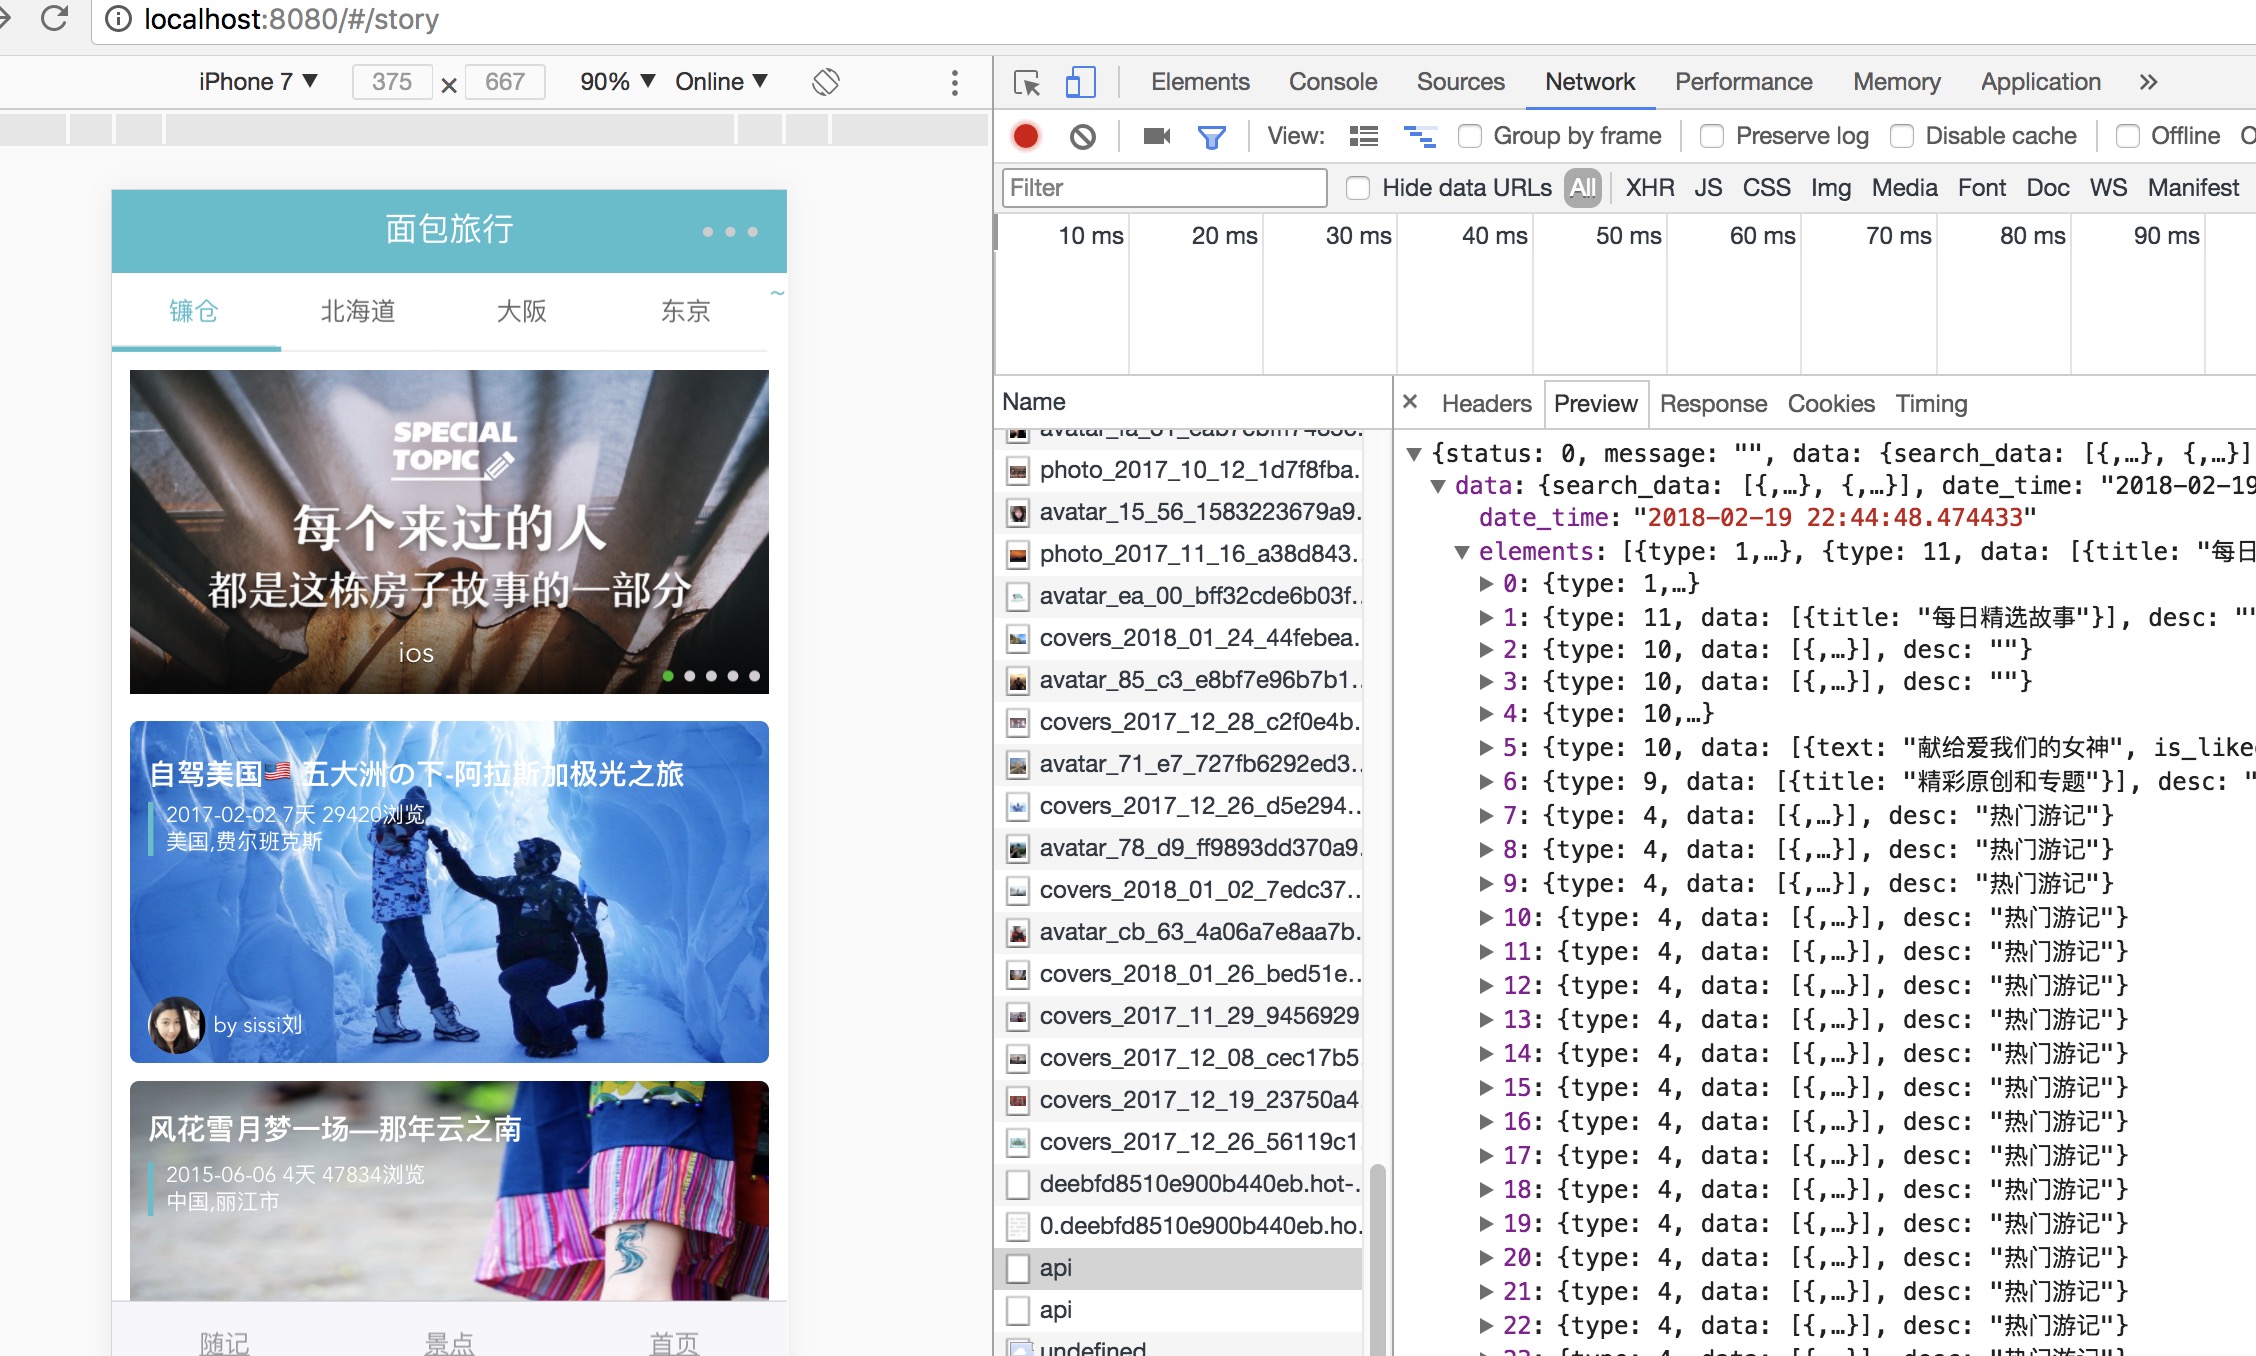 localhost:8080/#/story
iPhone 7 ▼ 375 × 667 90% ▼ Online ▼
面包旅行
镰仓 北海道 大阪 东京 ~
SPECIAL
TOPIC
每个来过的人
都是这栋房子故事的一部分
ios
自驾美国🇺🇸 五大洲の下-阿拉斯加极光之旅
2017-02-02 7天 29420浏览
美国,费尔班克斯
by sissi刘
风花雪月梦一场—那年云之南
2015-06-06 4天 47834浏览
中国,丽江市
随记 景点 首页
Elements Console Sources Network Performance Memory Application »
View: Group by frame Preserve log Disable cache Offline
Filter Hide data URLs All XHR JS CSS Img Media Font Doc WS Manifest
10 ms 20 ms 30 ms 40 ms 50 ms 60 ms 70 ms 80 ms 90 ms
Name
photo_2017_10_12_1d7f8fba.
avatar_15_56_1583223679a9.
photo_2017_11_16_a38d843.
avatar_ea_00_bff32cde6b03f..
covers_2018_01_24_44febea.
avatar_85_c3_e8bf7e96b7b1..
covers_2017_12_28_c2f0e4b.
avatar_71_e7_727fb6292ed3..
covers_2017_12_26_d5e294..
avatar_78_d9_ff9893dd370a9.
covers_2018_01_02_7edc37..
avatar_cb_63_4a06a7e8aa7b.
covers_2018_01_26_bed51e..
covers_2017_11_29_9456929
covers_2017_12_08_cec17b5
covers_2017_12_19_23750a4
covers_2017_12_26_56119c1
deebfd8510e900b440eb.hot-.
0.deebfd8510e900b440eb.ho.
api
api
undefined
× Headers Preview Response Cookies Timing
▼{status: 0, message: "", data: {search_data: [{,…}, {,…}]
▼data: {search_data: [{,…}, {,…}], date_time: "2018-02-19
date_time: "2018-02-19 22:44:48.474433"
▼elements: [{type: 1,…}, {type: 11, data: [{title: "每日
▶0: {type: 1,…}
▶1: {type: 11, data: [{title: "每日精选故事"}], desc: ""
▶2: {type: 10, data: [{,…}], desc: ""}
▶3: {type: 10, data: [{,…}], desc: ""}
▶4: {type: 10,…}
▶5: {type: 10, data: [{text: "献给爱我们的女神", is_like
▶6: {type: 9, data: [{title: "精彩原创和专题"}], desc: "
▶7: {type: 4, data: [{,…}], desc: "热门游记"}
▶8: {type: 4, data: [{,…}], desc: "热门游记"}
▶9: {type: 4, data: [{,…}], desc: "热门游记"}
▶10: {type: 4, data: [{,…}], desc: "热门游记"}
▶11: {type: 4, data: [{,…}], desc: "热门游记"}
▶12: {type: 4, data: [{,…}], desc: "热门游记"}
▶13: {type: 4, data: [{,…}], desc: "热门游记"}
▶14: {type: 4, data: [{,…}], desc: "热门游记"}
▶15: {type: 4, data: [{,…}], desc: "热门游记"}
▶16: {type: 4, data: [{,…}], desc: "热门游记"}
▶17: {type: 4, data: [{,…}], desc: "热门游记"}
▶18: {type: 4, data: [{,…}], desc: "热门游记"}
▶19: {type: 4, data: [{,…}], desc: "热门游记"}
▶20: {type: 4, data: [{,…}], desc: "热门游记"}
▶21: {type: 4, data: [{,…}], desc: "热门游记"}
▶22: {type: 4, data: [{,…}], desc: "热门游记"}